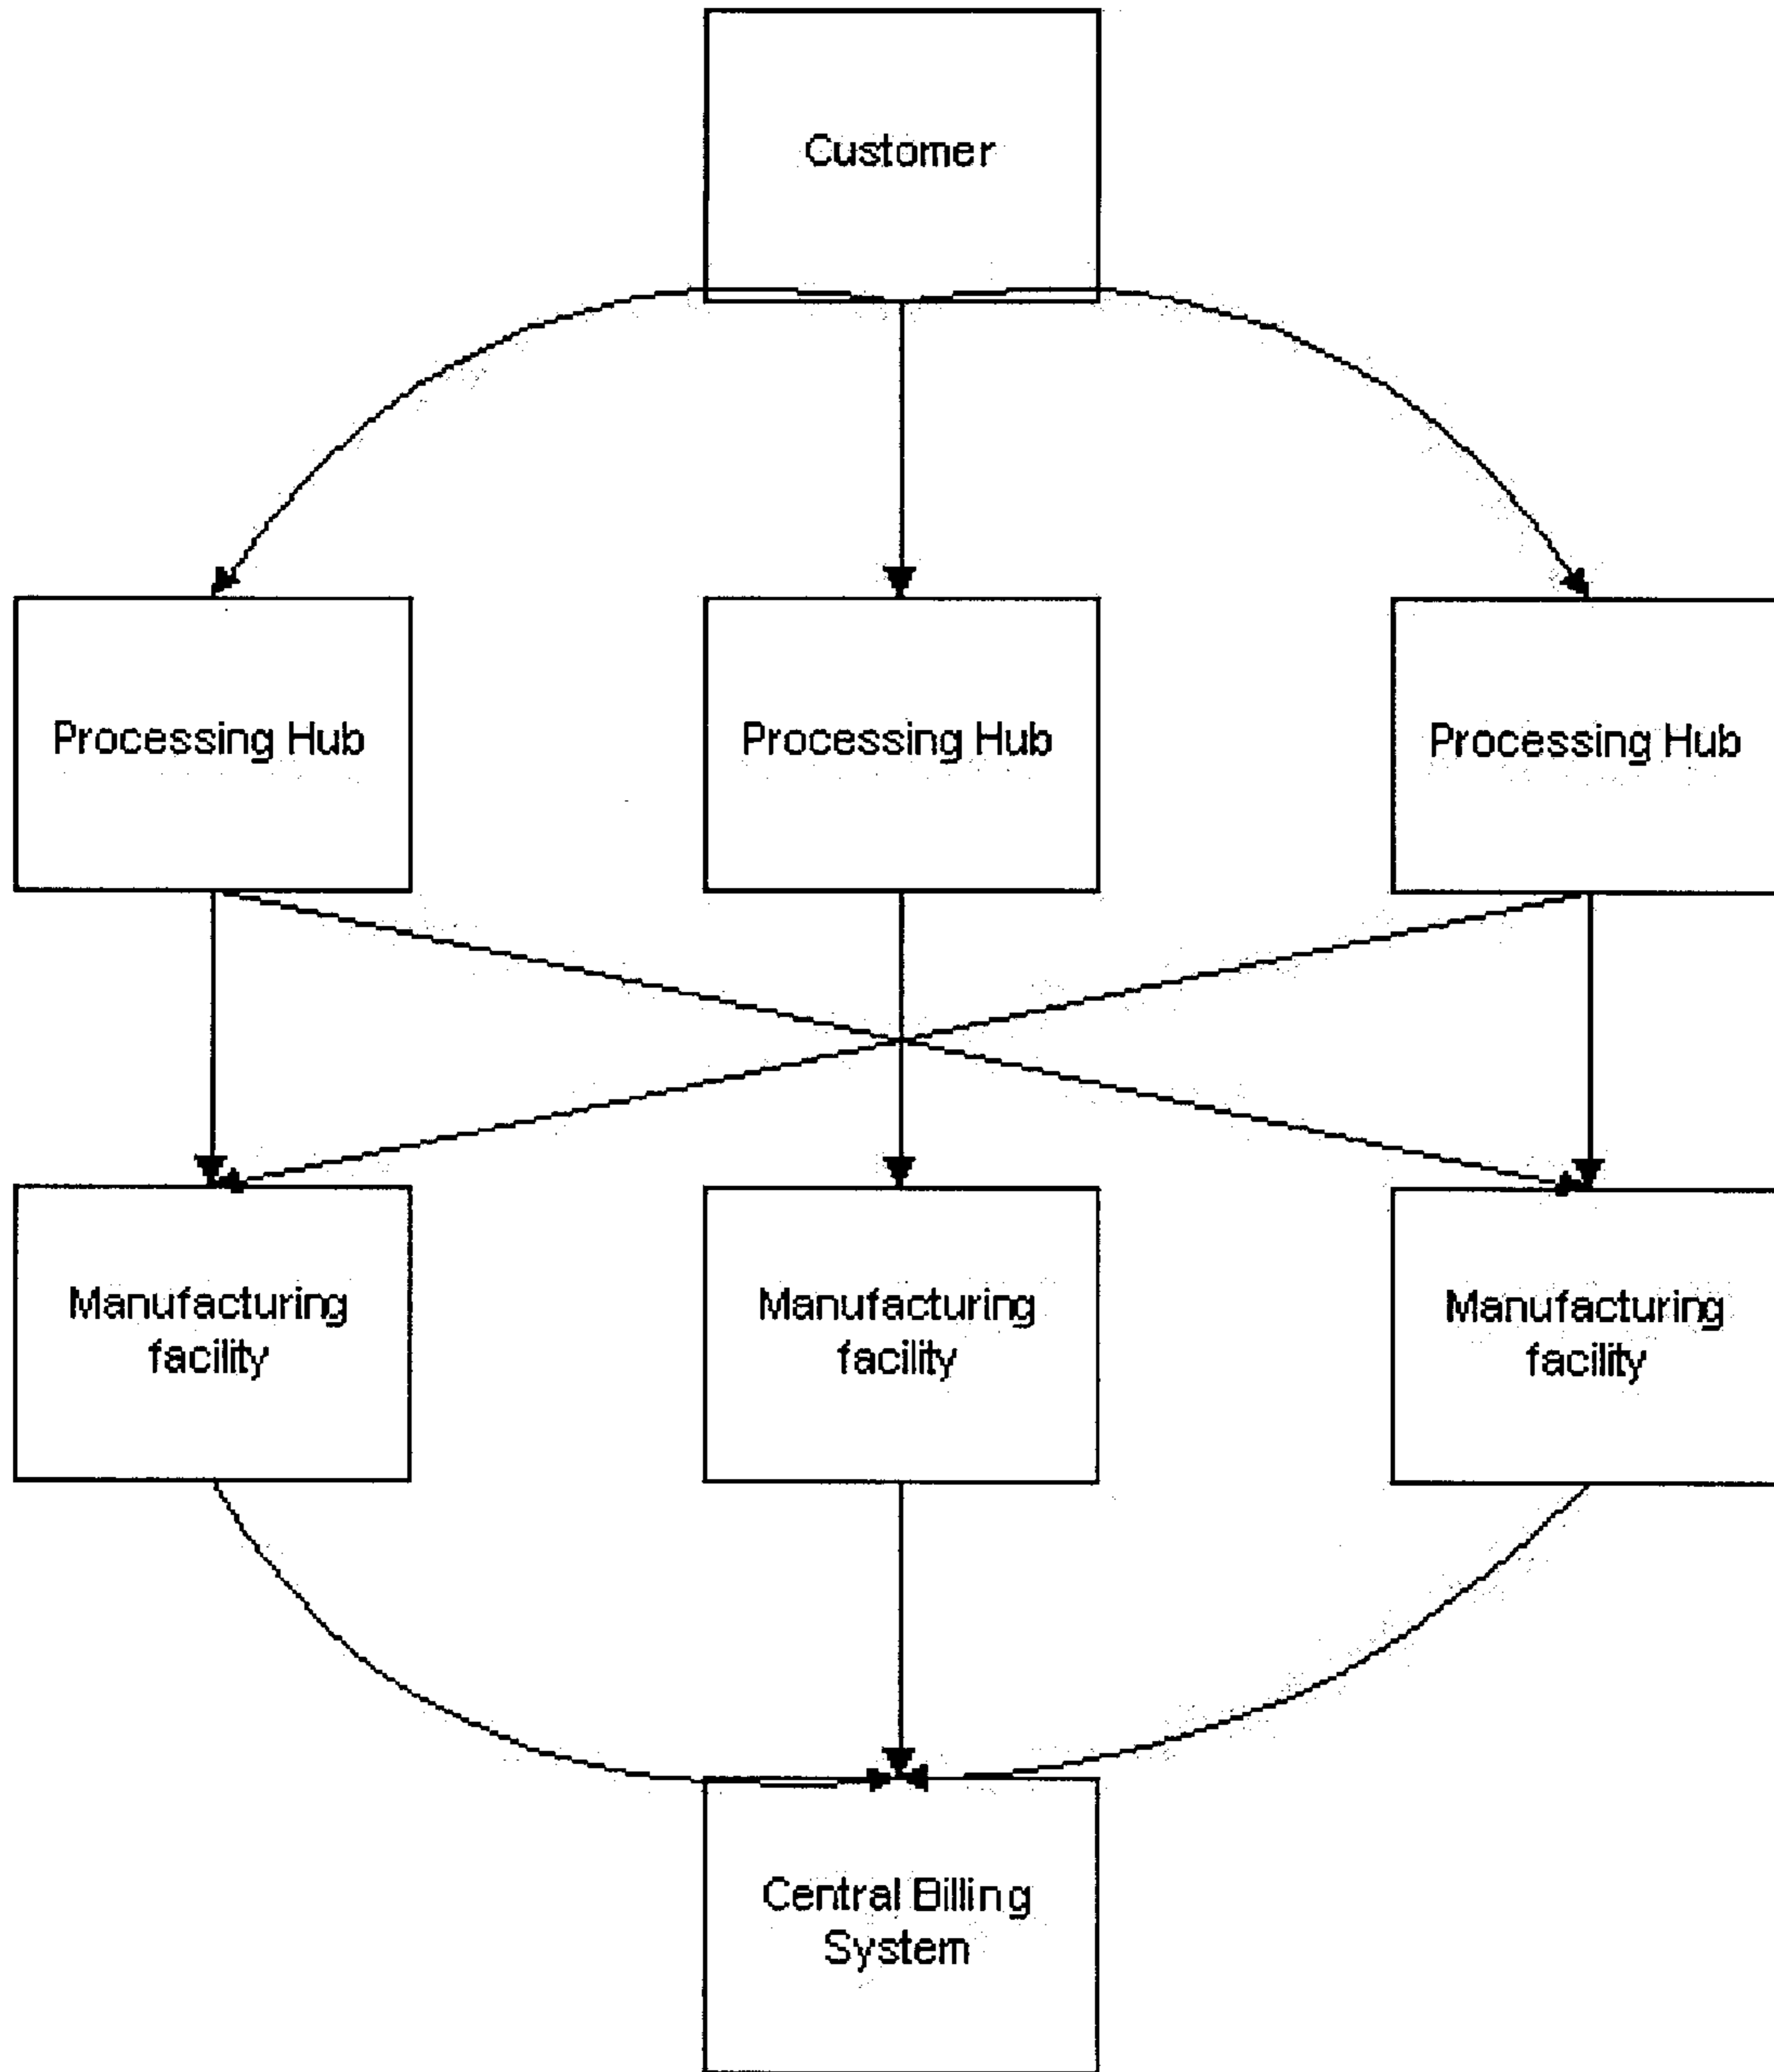 Customer
Processing Hub
Processing Hub
Processing Hub
Manufacturing
facility
Manufacturing
facility
Manufacturing
facility
Central Billing
System